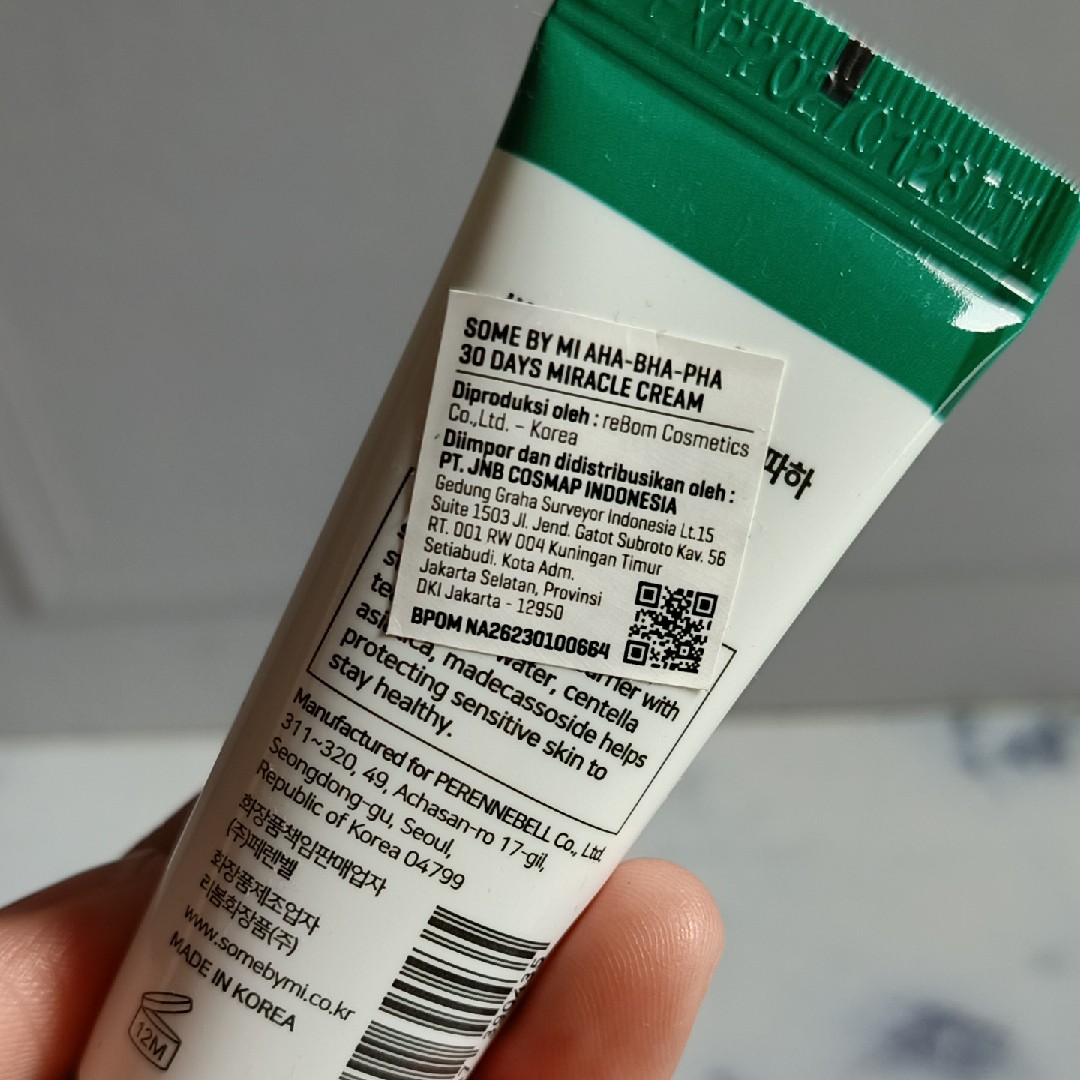 EXP20270128
SOME BY MI AHA-BHA-PHA
30 DAYS MIRACLE CREAM
Diproduksi oleh : reBom Cosmetics
Co.,Ltd. – Korea
Diimpor dan didistribusikan oleh :
PT. JNB COSMAP INDONESIA
Gedung Graha Surveyor Indonesia Lt.15
Suite 1503 Jl. Jend. Gatot Subroto Kav. 56
RT. 001 RW 004 Kuningan Timur
Setiabudi, Kota Adm.
Jakarta Selatan, Provinsi
DKI Jakarta - 12950
BPOM NA26230100664
파하
with
water, centella
madecassoside helps
protecting sensitive skin to
stay healthy.
Manufactured for PERENNEBELL Co., Ltd.
311~320, 49, Achasan-ro 17-gil,
Seongdong-gu, Seoul,
Republic of Korea 04799
화장품책임판매업자
(주)페렌벨
화장품제조업자
리봄화장품(주)
www.somebymi.co.kr
MADE IN KOREA
12M